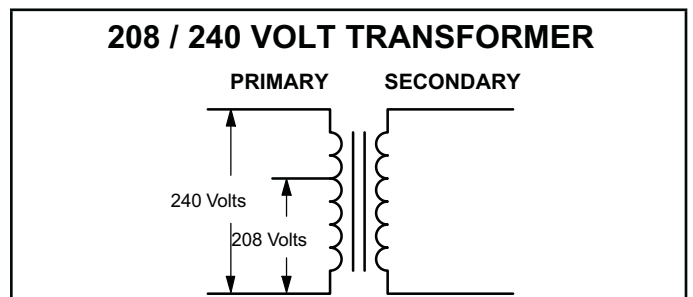 208 / 240 VOLT TRANSFORMER
PRIMARY SECONDARY
240 Volts
208 Volts